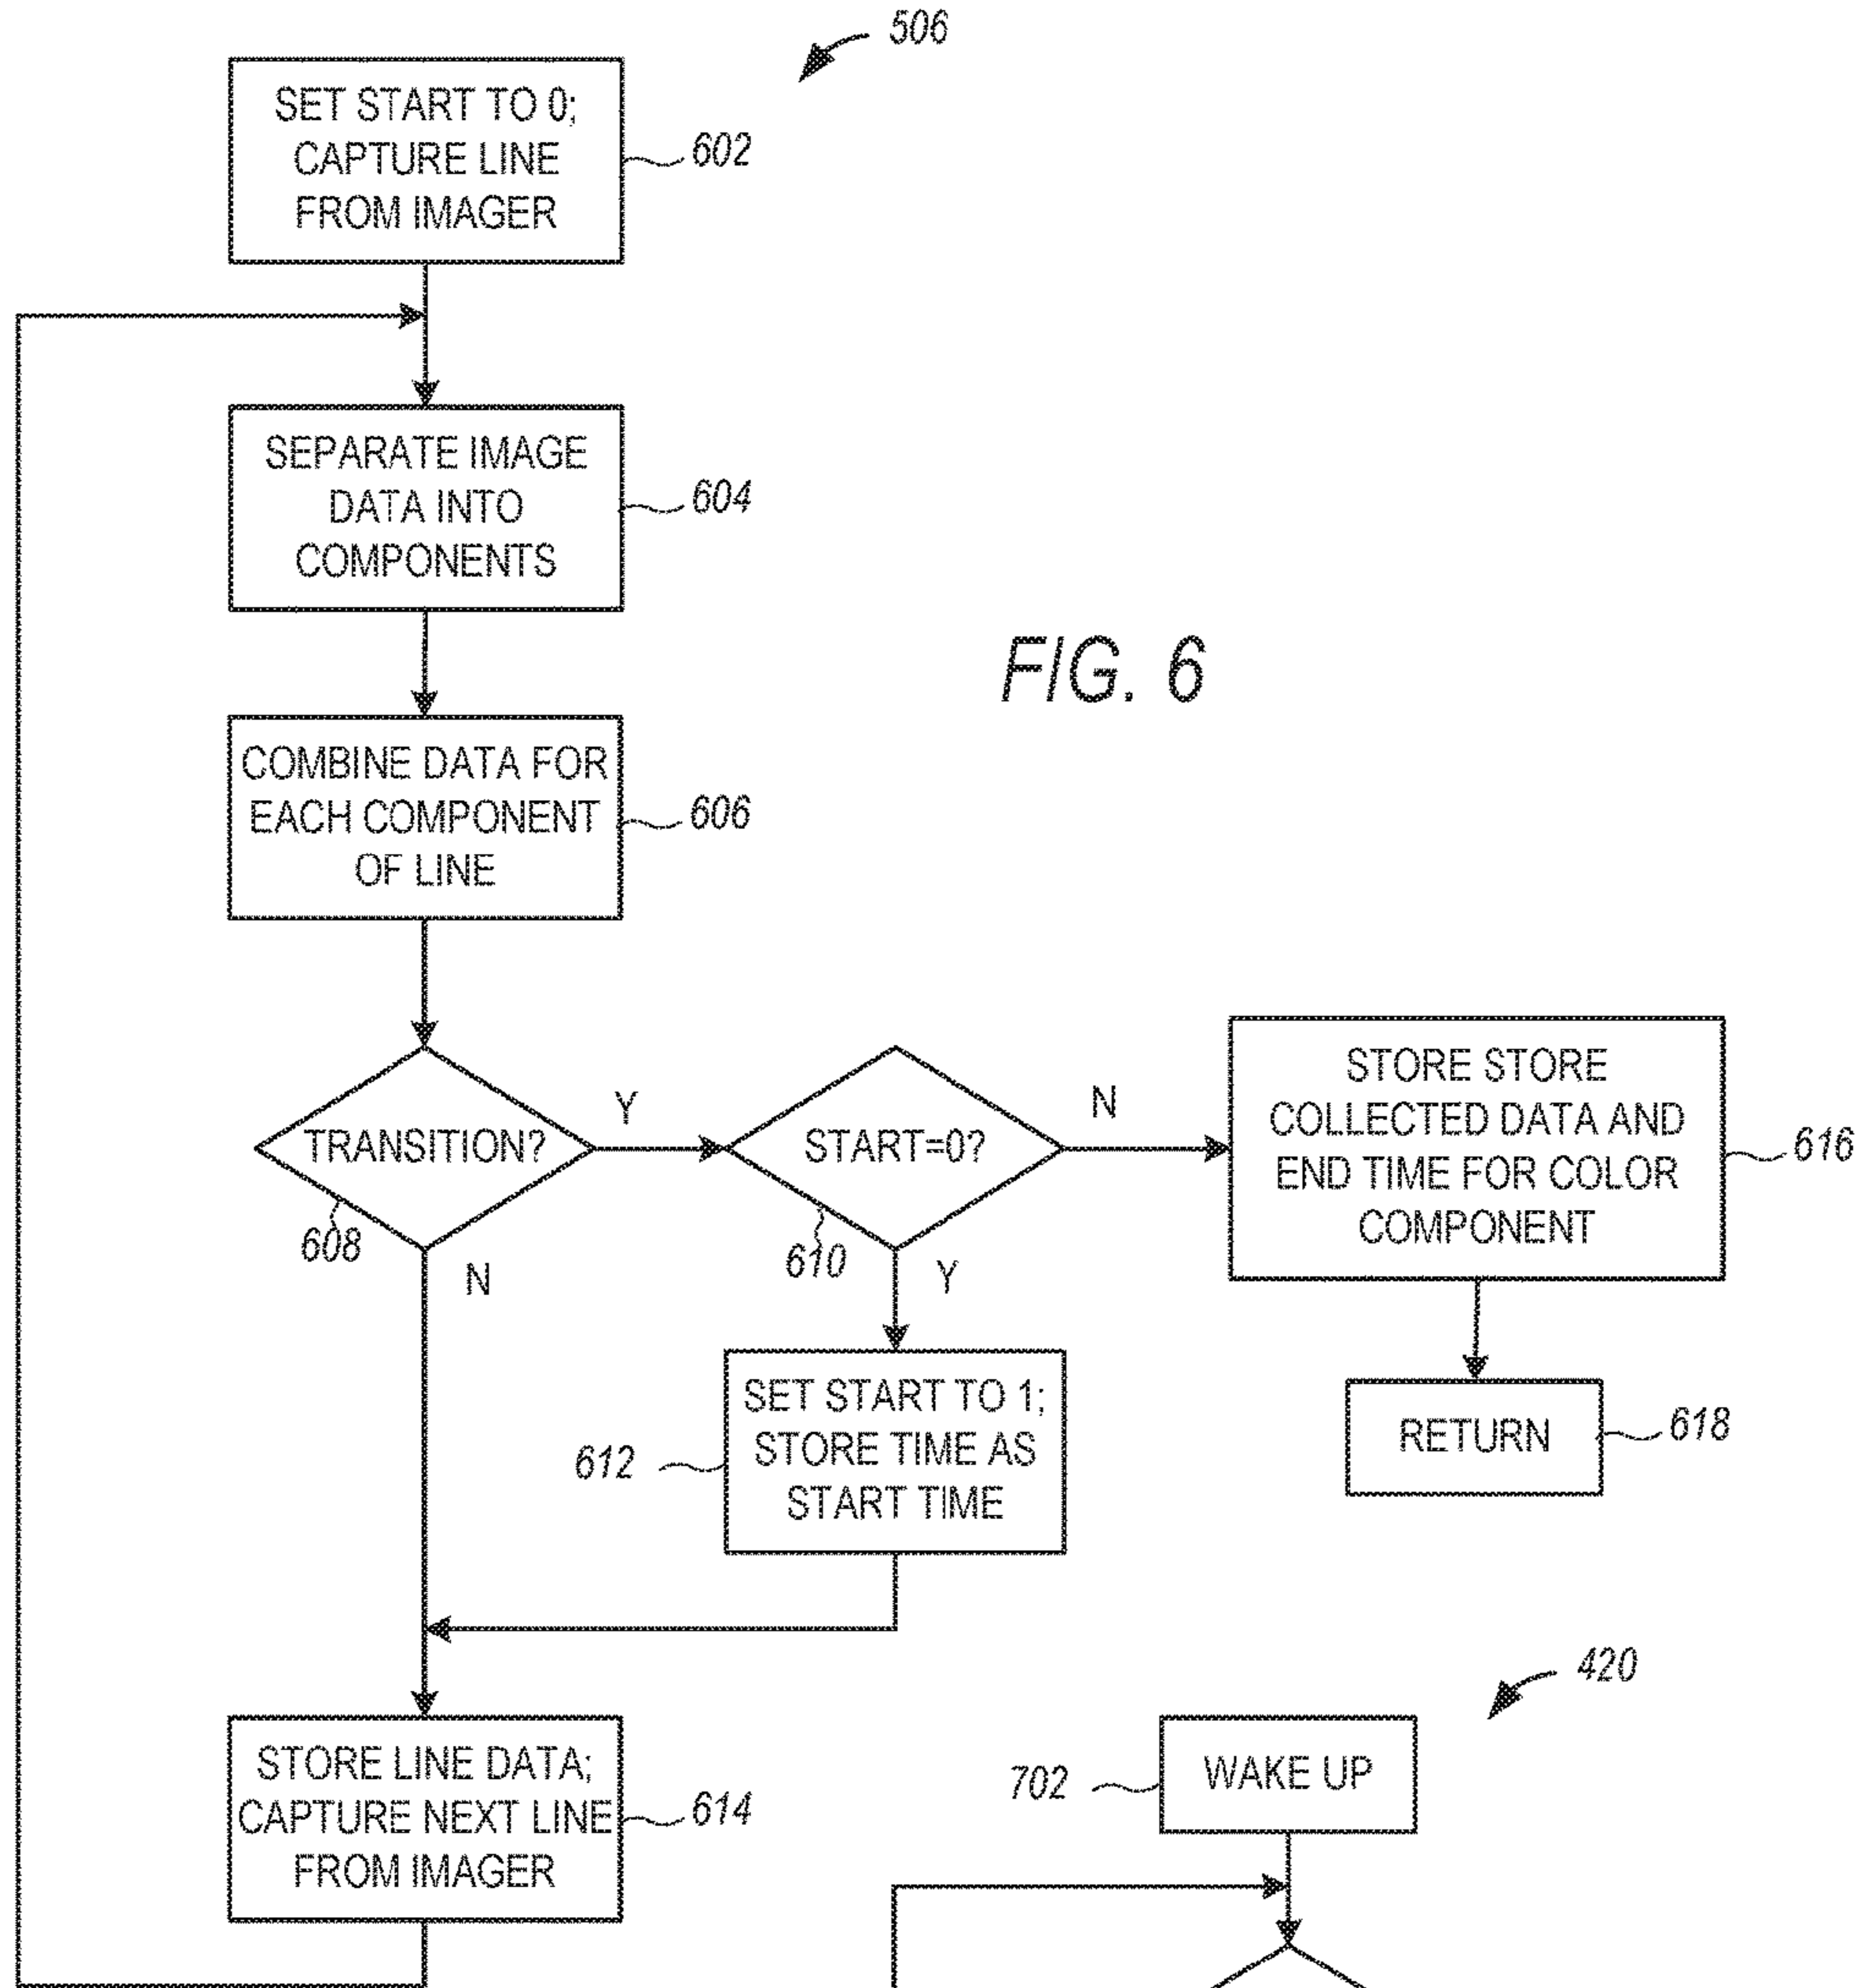 506
SET START TO 0;
CAPTURE LINE
FROM IMAGER
602
SEPARATE IMAGE
DATA INTO
COMPONENTS
604
FIG. 6
COMBINE DATA FOR
EACH COMPONENT
OF LINE
606
TRANSITION?
608
Y
N
START=0?
610
N
Y
STORE STORE
COLLECTED DATA AND
END TIME FOR COLOR
COMPONENT
616
SET START TO 1;
STORE TIME AS
START TIME
612
RETURN
618
STORE LINE DATA;
CAPTURE NEXT LINE
FROM IMAGER
614
420
WAKE UP
702